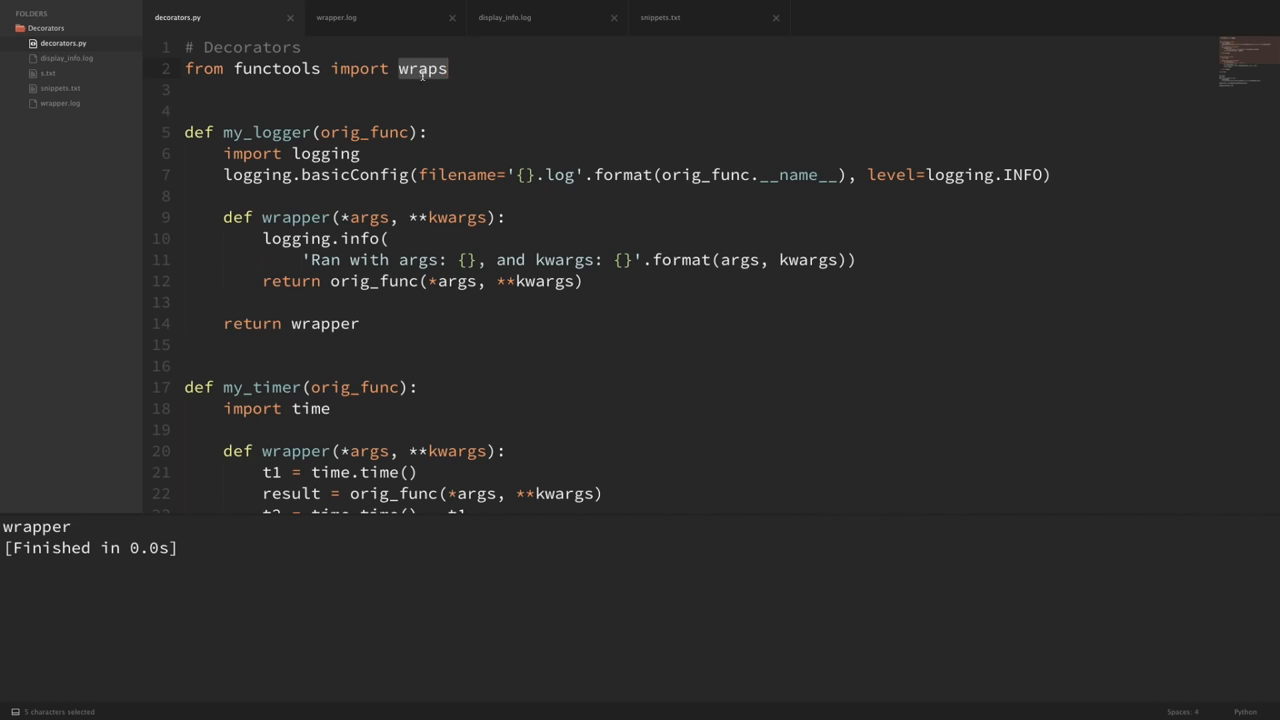 FOLDERS
Decorators
decorators.py
display_info.log
s.txt
snippets.txt
wrapper.log
decorators.py
wrapper.log
display_info.log
snippets.txt
1 # Decorators
2 from functools import wraps
3
4
5 def my_logger(orig_func):
6 import logging
7 logging.basicConfig(filename='{}.log'.format(orig_func.__name__), level=logging.INFO)
8
9 def wrapper(*args, **kwargs):
10 logging.info(
11 'Ran with args: {}, and kwargs: {}'.format(args, kwargs))
12 return orig_func(*args, **kwargs)
13
14 return wrapper
15
16
17 def my_timer(orig_func):
18 import time
19
20 def wrapper(*args, **kwargs):
21 t1 = time.time()
22 result = orig_func(*args, **kwargs)
wrapper
[Finished in 0.0s]
5 characters selected
Spaces: 4
Python